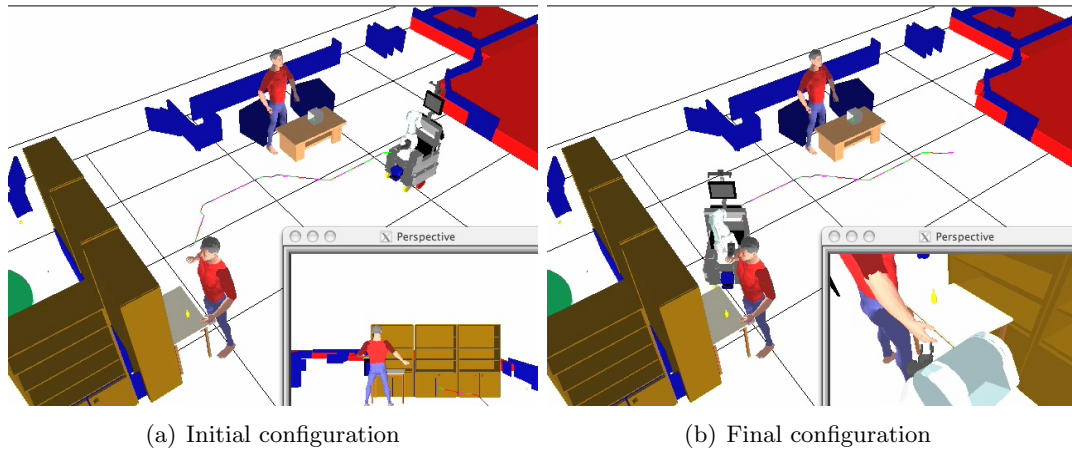 X Perspective
X Perspective
(a) Initial configuration
(b) Final configuration